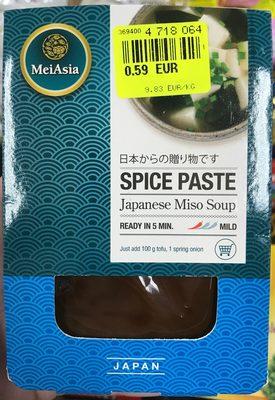 369400 4 718 064
0.59 EUR
9.83 EUR/KG
MeiAsia
日本からの贈り物です
SPICE PASTE
Japanese Miso Soup
READY IN 5 MIN. MILD
Just add 100 g tofu, 1 spring onion
JAPAN